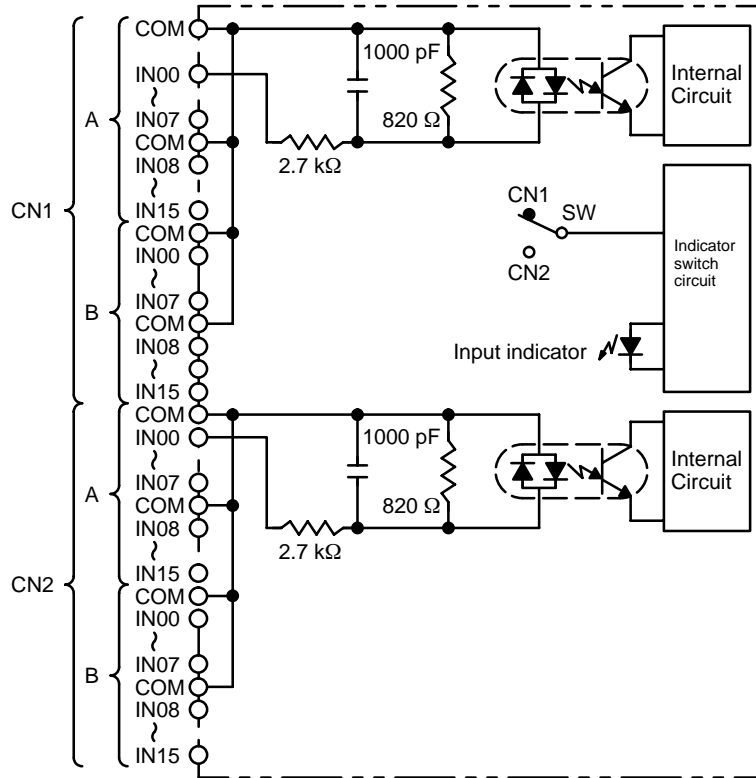 COM
IN00
IN07
COM
IN08
IN15
COM
IN00
IN07
COM
IN08
IN15
A
B
CN1
1000 pF
820 Ω
2.7 kΩ
Internal
Circuit
CN1
SW
CN2
Indicator
switch
circuit
Input indicator
COM
IN00
IN07
COM
IN08
IN15
COM
IN00
IN07
COM
IN08
IN15
A
B
CN2
1000 pF
820 Ω
2.7 kΩ
Internal
Circuit